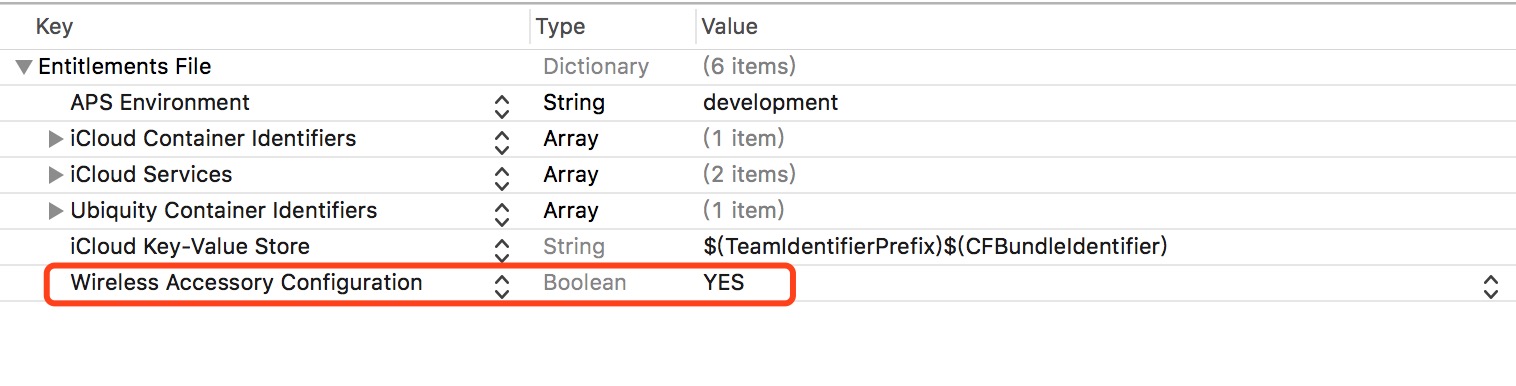 Key Type Value
Entitlements File Dictionary (6 items)
APS Environment String development
iCloud Container Identifiers Array (1 item)
iCloud Services Array (2 items)
Ubiquity Container Identifiers Array (1 item)
iCloud Key-Value Store String $(TeamIdentifierPrefix)$(CFBundleIdentifier)
Wireless Accessory Configuration Boolean YES